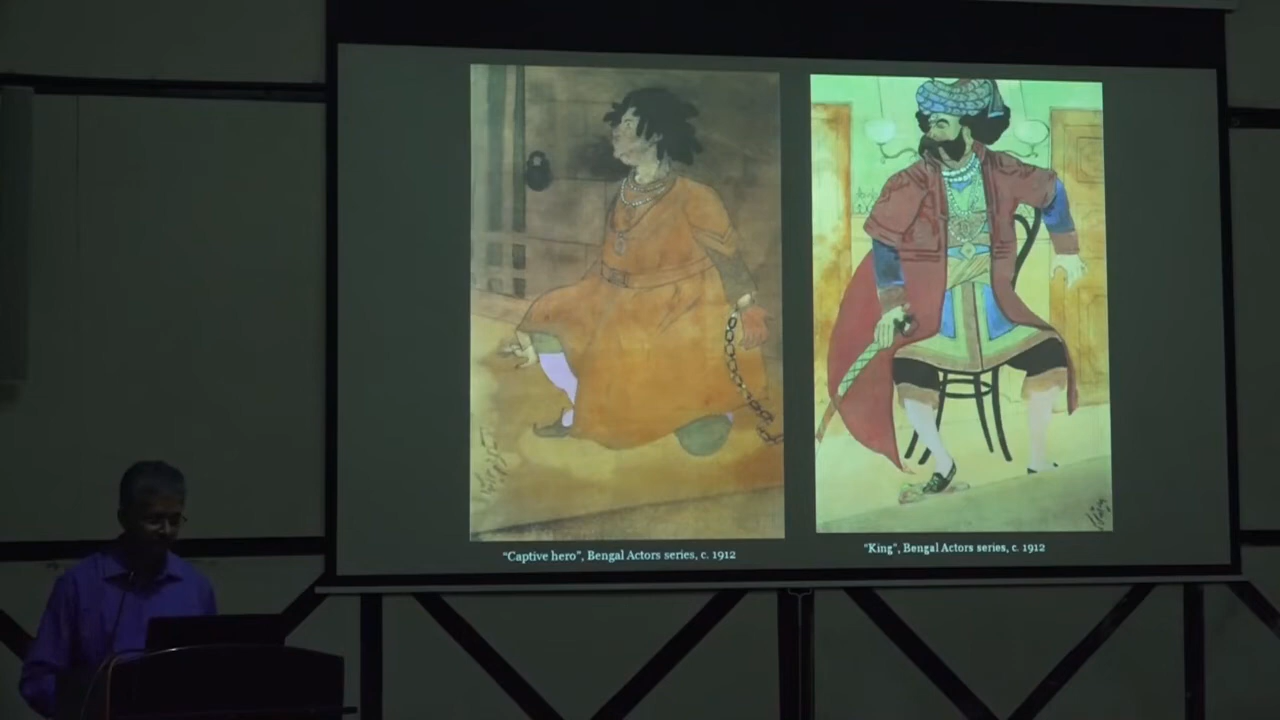 "Captive hero", Bengal Actors series, c. 1912
"King", Bengal Actors series, c. 1912